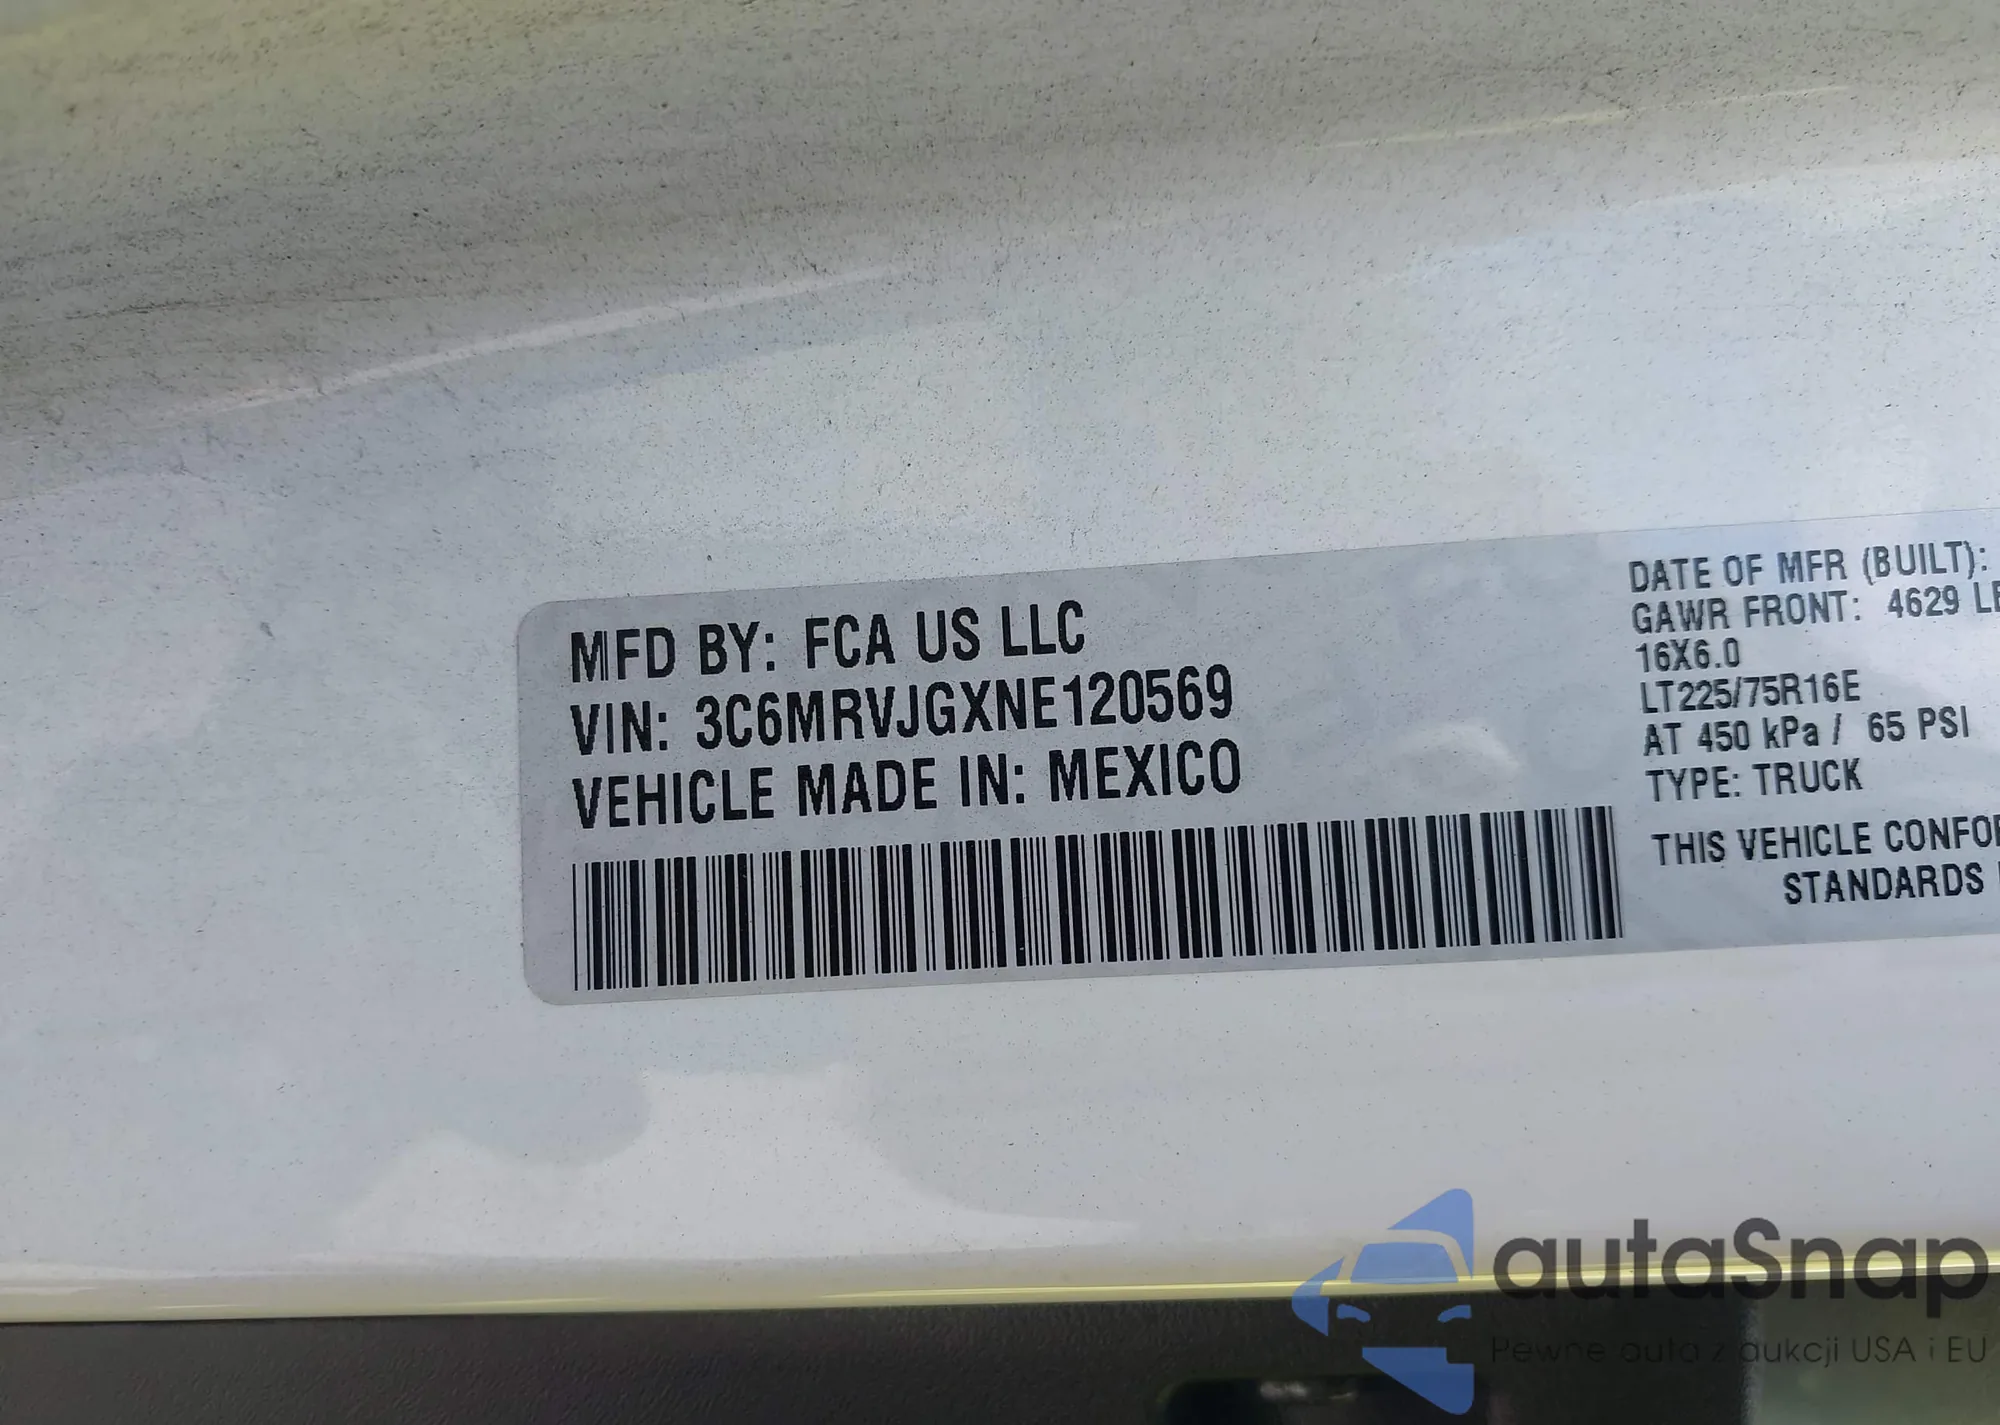 MFD BY: FCA US LLC
VIN: 3C6MRVJGXNE120569
VEHICLE MADE IN: MEXICO
DATE OF MFR (BUILT):
GAWR FRONT: 4629
16X6.0
LT225/75R16E
AT 450 kPa / 65 PSI
TYPE: TRUCK
THIS VEHICLE
STANDARDS
autaSnap
Pewne auta z aukcji USA i EU